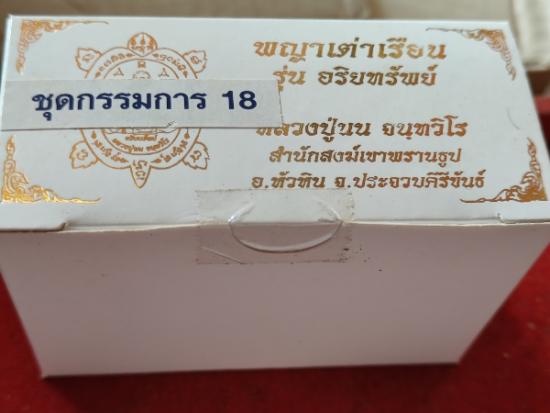 พญาเต่าเรือน
รุ่น อริยทรัพย์
ชุดกรรมการ 18
หลวงปู่นน จนฺทวิโร
สำนักสงฆ์เขาพรานธูป
อ.หัวหิน จ.ประจวบคีรีขันธ์